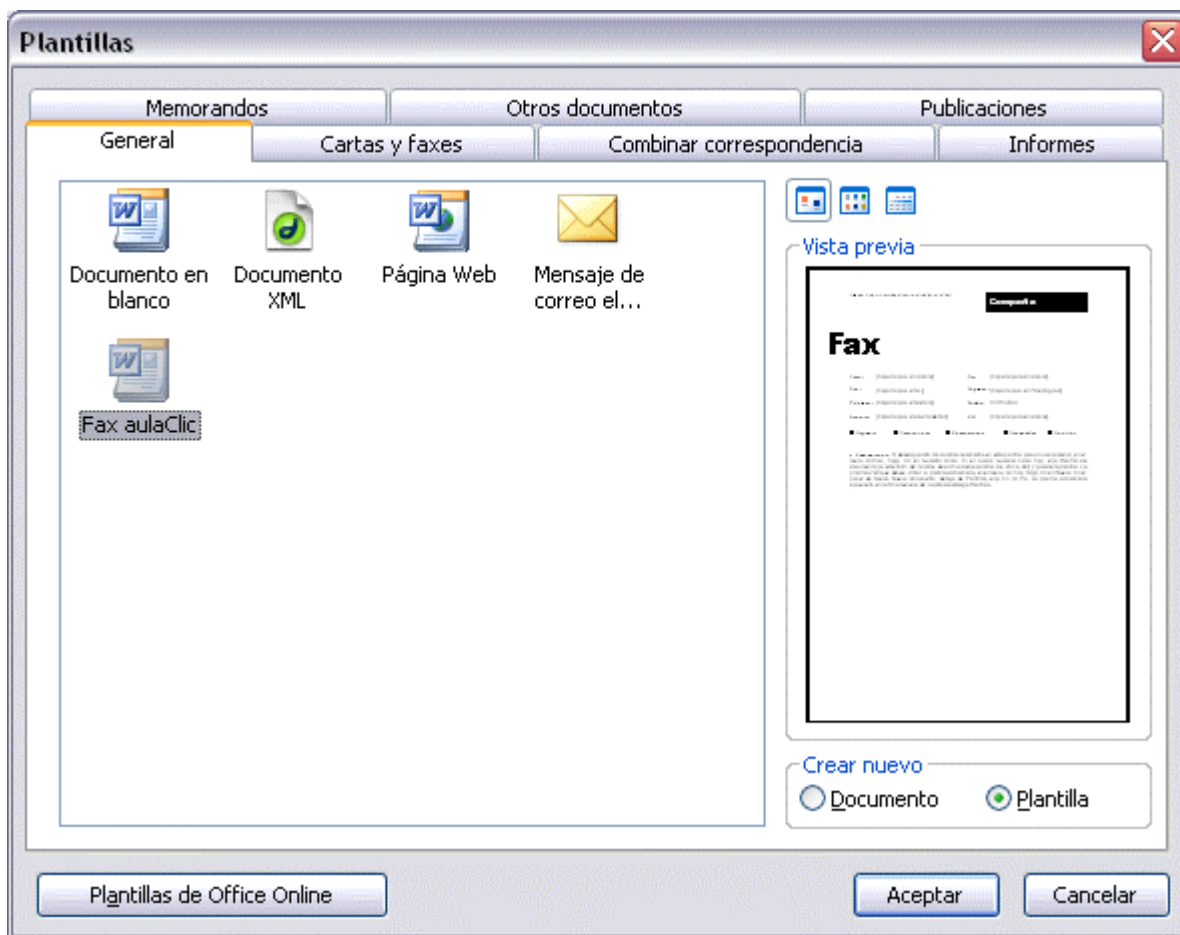 Plantillas
Memorandos
Otros documentos
Publicaciones
General
Cartas y faxes
Combinar correspondencia
Informes
Documento en
blanco
Documento
XML
Página Web
Mensaje de
correo el...
Fax aulaClic
Vista previa
Fax
Crear nuevo
Documento
Plantilla
Plantillas de Office Online
Aceptar
Cancelar